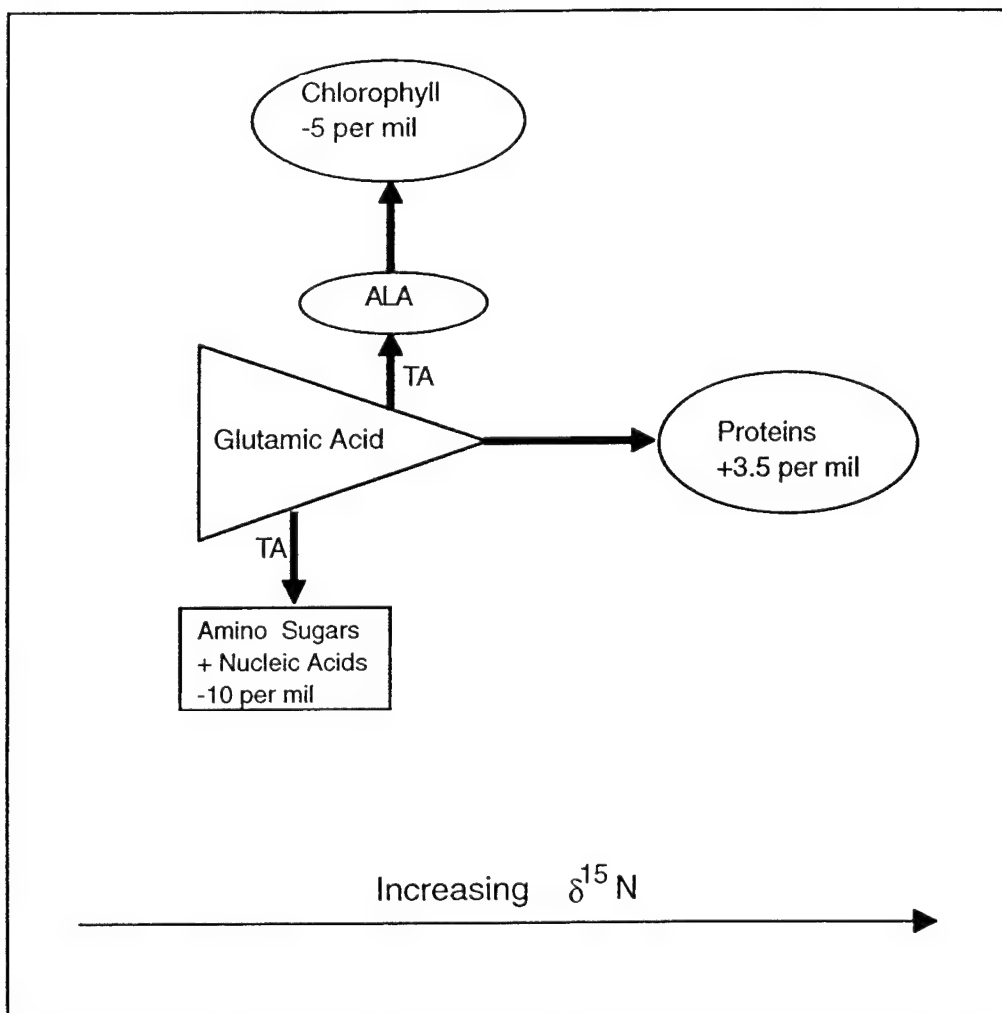 Chlorophyll
-5 per mil
ALA
TA
Glutamic Acid
Proteins
+3.5 per mil
TA
Amino Sugars
+ Nucleic Acids
-10 per mil
Increasing δ¹⁵ N